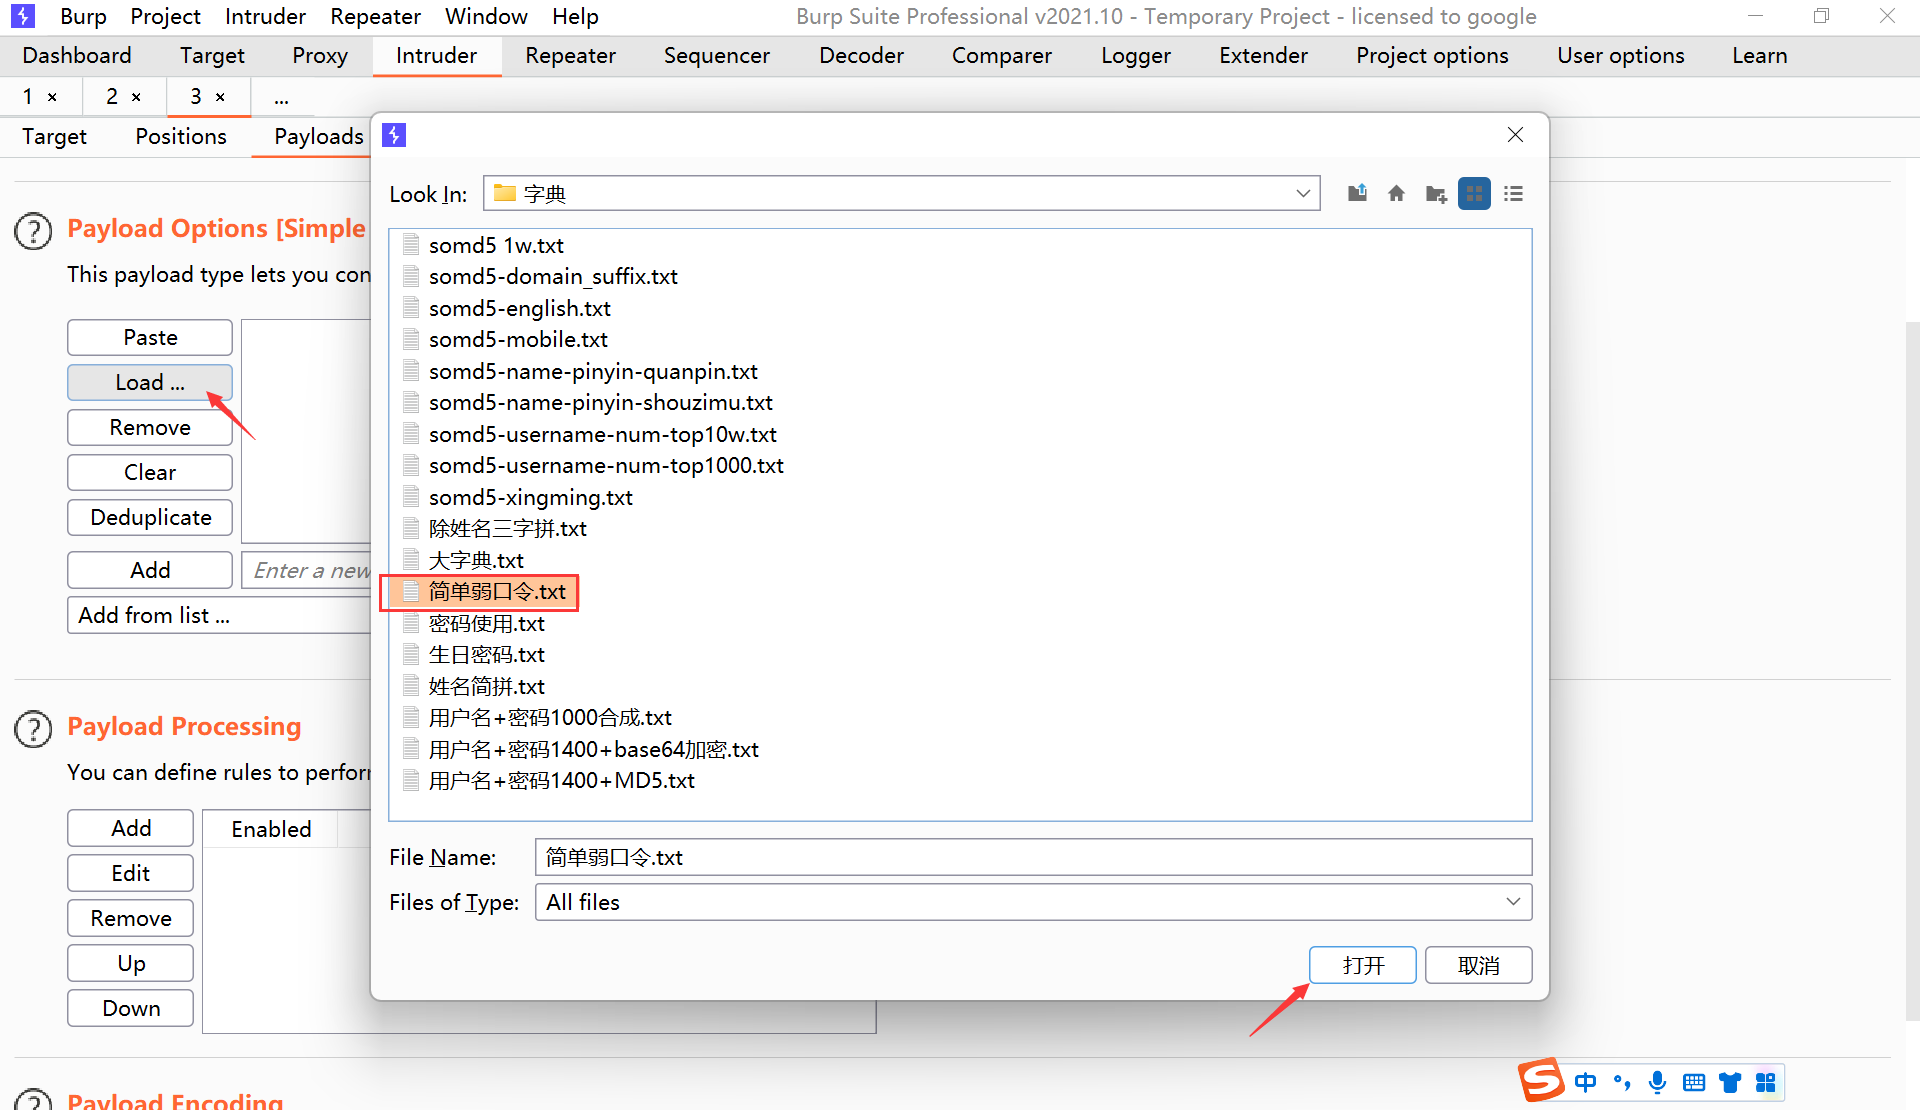 Burp Project Intruder Repeater Window Help Burp Suite Professional v2021.10 - Temporary Project - licensed to google
Dashboard Target Proxy Intruder Repeater Sequencer Decoder Comparer Logger Extender Project options User options Learn
1 × 2 × 3 × ...
Target Positions Payloads
Look In: 字典
Payload Options [Simple
This payload type lets you con
Paste
Load ...
Remove
Clear
Deduplicate
Add Enter a new
Add from list ...
somd5 1w.txt
somd5-domain_suffix.txt
somd5-english.txt
somd5-mobile.txt
somd5-name-pinyin-quanpin.txt
somd5-name-pinyin-shouzimu.txt
somd5-username-num-top10w.txt
somd5-username-num-top1000.txt
somd5-xingming.txt
除姓名三字拼.txt
大字典.txt
简单弱口令.txt
密码使用.txt
生日密码.txt
姓名简拼.txt
用户名+密码1000合成.txt
用户名+密码1400+base64加密.txt
用户名+密码1400+MD5.txt
File Name: 简单弱口令.txt
Files of Type: All files
打开 取消
Payload Processing
You can define rules to perfor
Add
Edit
Remove
Up
Down
Enabled
Payload Encoding
中